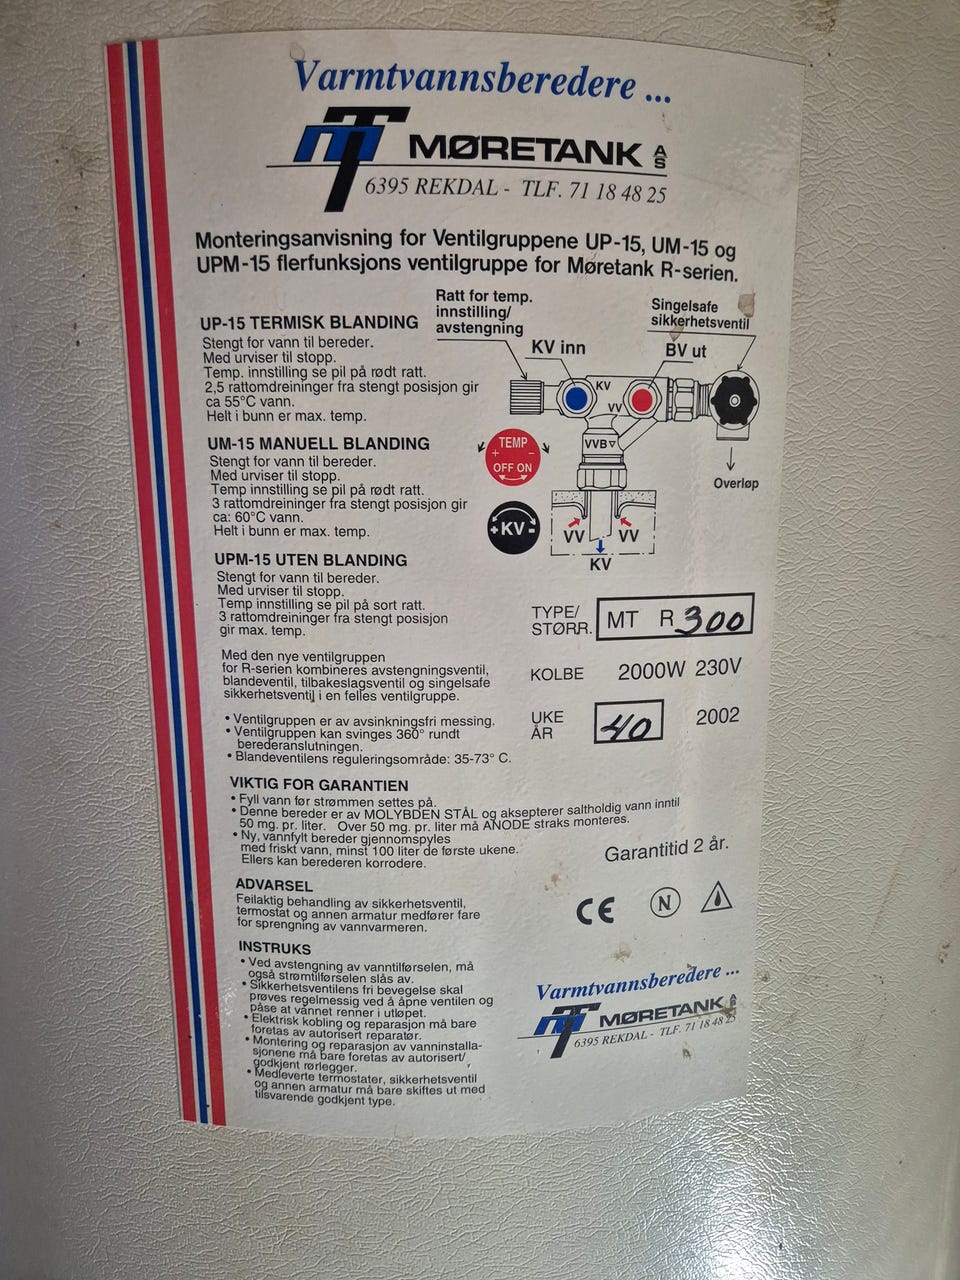 Varmtvannsberedere ...
MT MØRETANK AS
6395 REKDAL - TLF. 71 18 48 25
Monteringsanvisning for Ventilgruppene UP-15, UM-15 og
UPM-15 flerfunksjons ventilgruppe for Møretank R-serien.
UP-15 TERMISK BLANDING
Stengt for vann til bereder.
Med urviser til stopp.
Temp. innstilling se pil på rødt ratt.
2,5 rattomdreininger fra stengt posisjon gir
ca 55°C vann.
Helt i bunn er max. temp.
UM-15 MANUELL BLANDING
Stengt for vann til bereder.
Med urviser til stopp.
Temp innstilling se pil på rødt ratt.
3 rattomdreininger fra stengt posisjon gir
ca: 60°C vann.
Helt i bunn er max. temp.
UPM-15 UTEN BLANDING
Stengt for vann til bereder.
Med urviser til stopp.
Temp innstilling se pil på sort ratt.
3 rattomdreininger fra stengt posisjon
gir max. temp.
Ratt for temp.
innstilling/
avstengning
Singelsafe
sikkerhetsventil
KV inn
BV ut
KV
VV
VVB
TEMP
+ -
OFF ON
+KV-
Overløp
VV
VV
KV
Med den nye ventilgruppen
for R-serien kombineres avstengningsventil,
blandeventil, tilbakeslagsventil og singelsafe
sikkerhetsventil i en felles ventilgruppe.
• Ventilgruppen er av avsinkningsfri messing.
• Ventilgruppen kan svinges 360° rundt
berederanslutningen.
• Blandeventilens reguleringsområde: 35-73° C.
TYPE/
STØRR.
MT R 300
KOLBE 2000W 230V
UKE
ÅR
40
2002
VIKTIG FOR GARANTIEN
• Fyll vann før strømmen settes på.
• Denne bereder er av MOLYBDEN STÅL og aksepterer saltholdig vann inntil
50 mg. pr. liter. Over 50 mg. pr. liter må ANODE straks monteres.
• Ny, vannfylt bereder gjennomspyles
med friskt vann, minst 100 liter de første ukene.
Ellers kan berederen korrodere.
Garantitid 2 år.
ADVARSEL
Feilaktig behandling av sikkerhetsventil,
termostat og annen armatur medfører fare
for sprengning av vannvarmeren.
CE
N
INSTRUKS
• Ved avstengning av vanntilførselen, må
også strømtilførselen slås av.
• Sikkerhetsventilens fri bevegelse skal
prøves regelmessig ved å åpne ventilen og
påse at vannet renner i utløpet.
• Elektrisk kobling og reparasjon må bare
foretas av autorisert reparatør.
• Montering og reparasjon av vanninstalla-
sjonene må bare foretas av autorisert/
godkjent rørlegger.
• Medleverte termostater, sikkerhetsventil
og annen armatur må bare skiftes ut med
tilsvarende godkjent type.
Varmtvannsberedere ...
MT MØRETANK AS
6395 REKDAL - TLF. 71 18 48 25